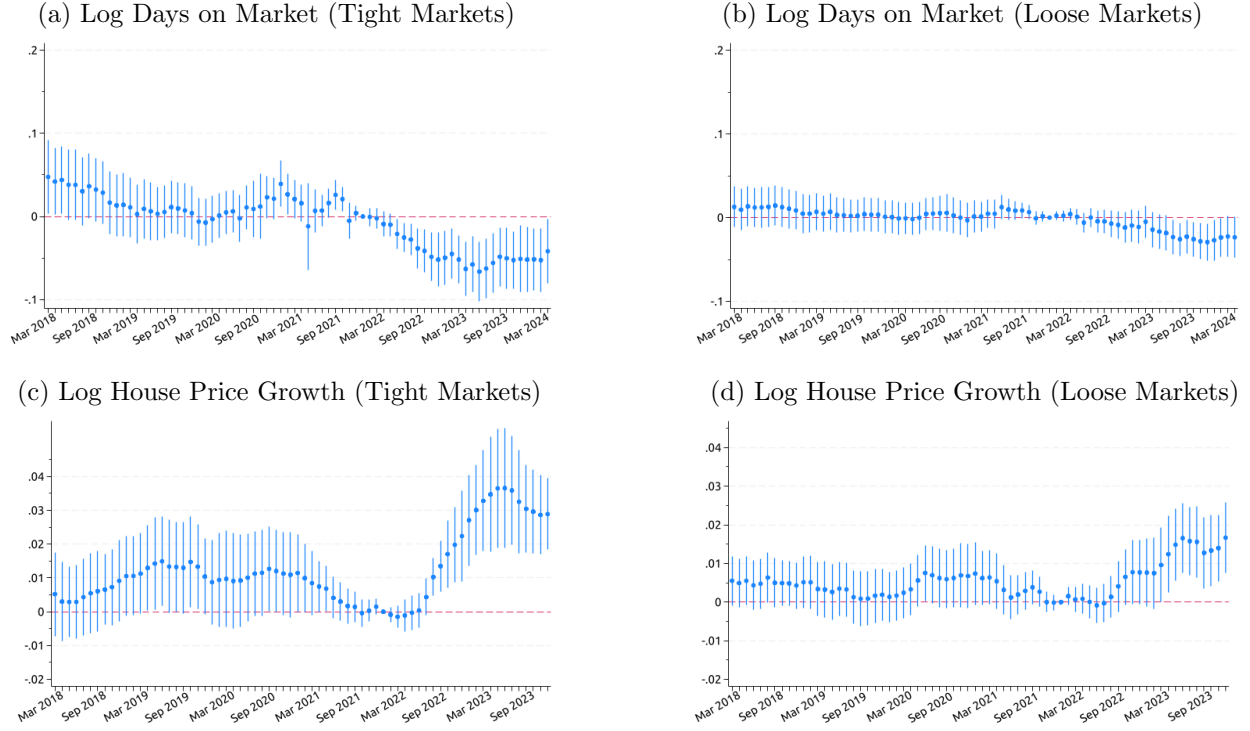 (a) Log Days on Market (Tight Markets)
.2
.1
0
-.1
Mar 2018
Sep 2018
Mar 2019
Sep 2019
Mar 2020
Sep 2020
Mar 2021
Sep 2021
Mar 2022
Sep 2022
Mar 2023
Sep 2023
Mar 2024
(b) Log Days on Market (Loose Markets)
.2
.1
0
-.1
Mar 2018
Sep 2018
Mar 2019
Sep 2019
Mar 2020
Sep 2020
Mar 2021
Sep 2021
Mar 2022
Sep 2022
Mar 2023
Sep 2023
Mar 2024
(c) Log House Price Growth (Tight Markets)
.04
.03
.02
.01
0
-.01
-.02
Mar 2018
Sep 2018
Mar 2019
Sep 2019
Mar 2020
Sep 2020
Mar 2021
Sep 2021
Mar 2022
Sep 2022
Mar 2023
Sep 2023
(d) Log House Price Growth (Loose Markets)
.04
.03
.02
.01
0
-.01
-.02
Mar 2018
Sep 2018
Mar 2019
Sep 2019
Mar 2020
Sep 2020
Mar 2021
Sep 2021
Mar 2022
Sep 2022
Mar 2023
Sep 2023